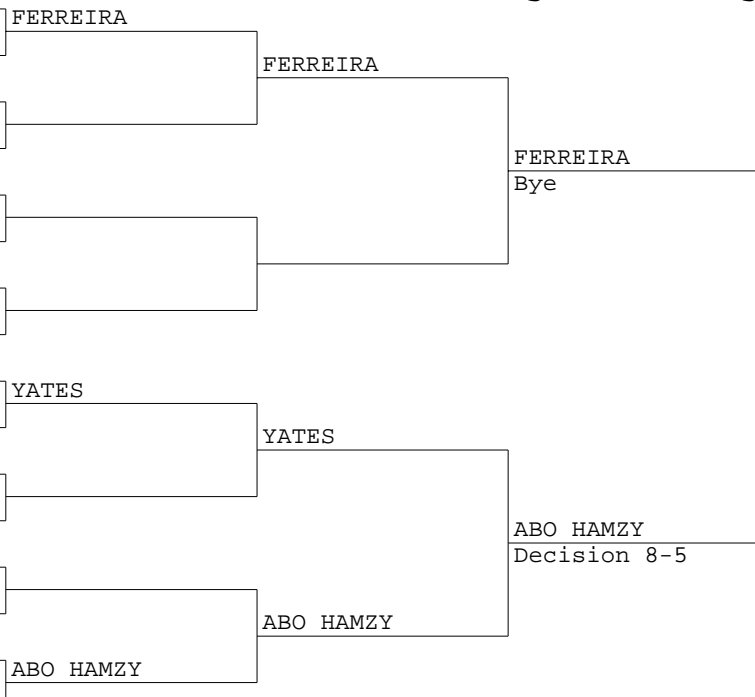 FERREIRA
FERREIRA
FERREIRA
Bye
YATES
YATES
ABO HAMZY
Decision 8-5
ABO HAMZY
ABO HAMZY